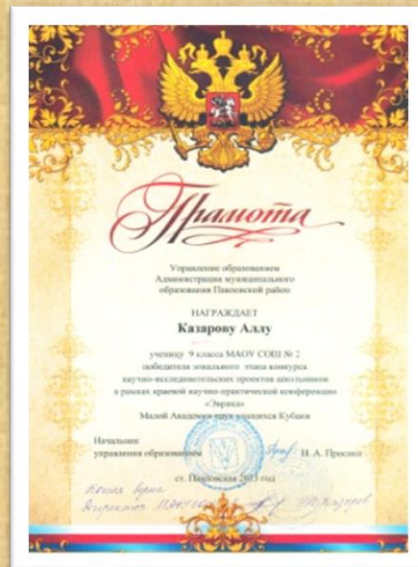 Грамота
Управление образованием
Администрации муниципального
образования Павловский район
НАГРАЖДАЕТ
Казарову Аллу
ученицу 9 класса МАОУ СОШ № 2
победителя зонального этапа конкурса
научно-исследовательских проектов школьников
в рамках краевой научно-практической конференции
«Эврика»
Малой Академии наук учащихся Кубани
Начальник
управления образованием
Н. А.
ст. Павловская 2013 год
Копия верна